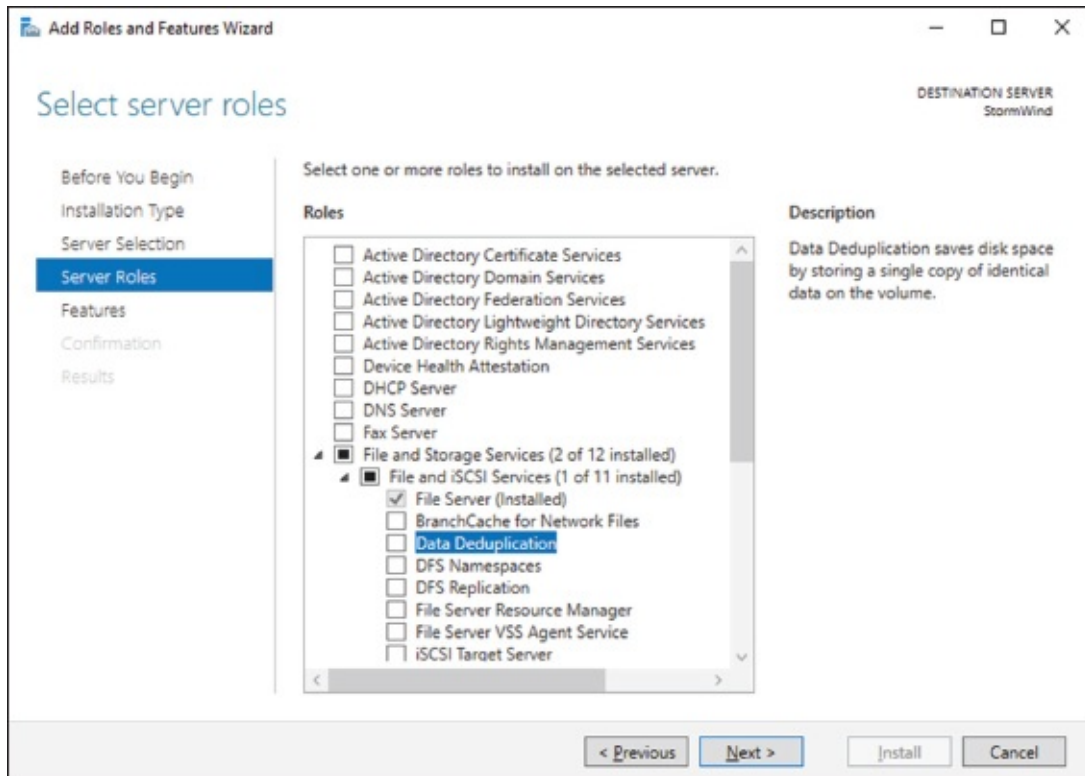 Add Roles and Features Wizard
Select server roles
DESTINATION SERVER
StormWind
Before You Begin
Installation Type
Server Selection
Server Roles
Features
Confirmation
Results
Select one or more roles to install on the selected server.
Roles
Active Directory Certificate Services
Active Directory Domain Services
Active Directory Federation Services
Active Directory Lightweight Directory Services
Active Directory Rights Management Services
Device Health Attestation
DHCP Server
DNS Server
Fax Server
File and Storage Services (2 of 12 installed)
File and iSCSI Services (1 of 11 installed)
File Server (Installed)
BranchCache for Network Files
Data Deduplication
DFS Namespaces
DFS Replication
File Server Resource Manager
File Server VSS Agent Service
iSCSI Target Server
Description
Data Deduplication saves disk space
by storing a single copy of identical
data on the volume.
< Previous
Next >
Install
Cancel